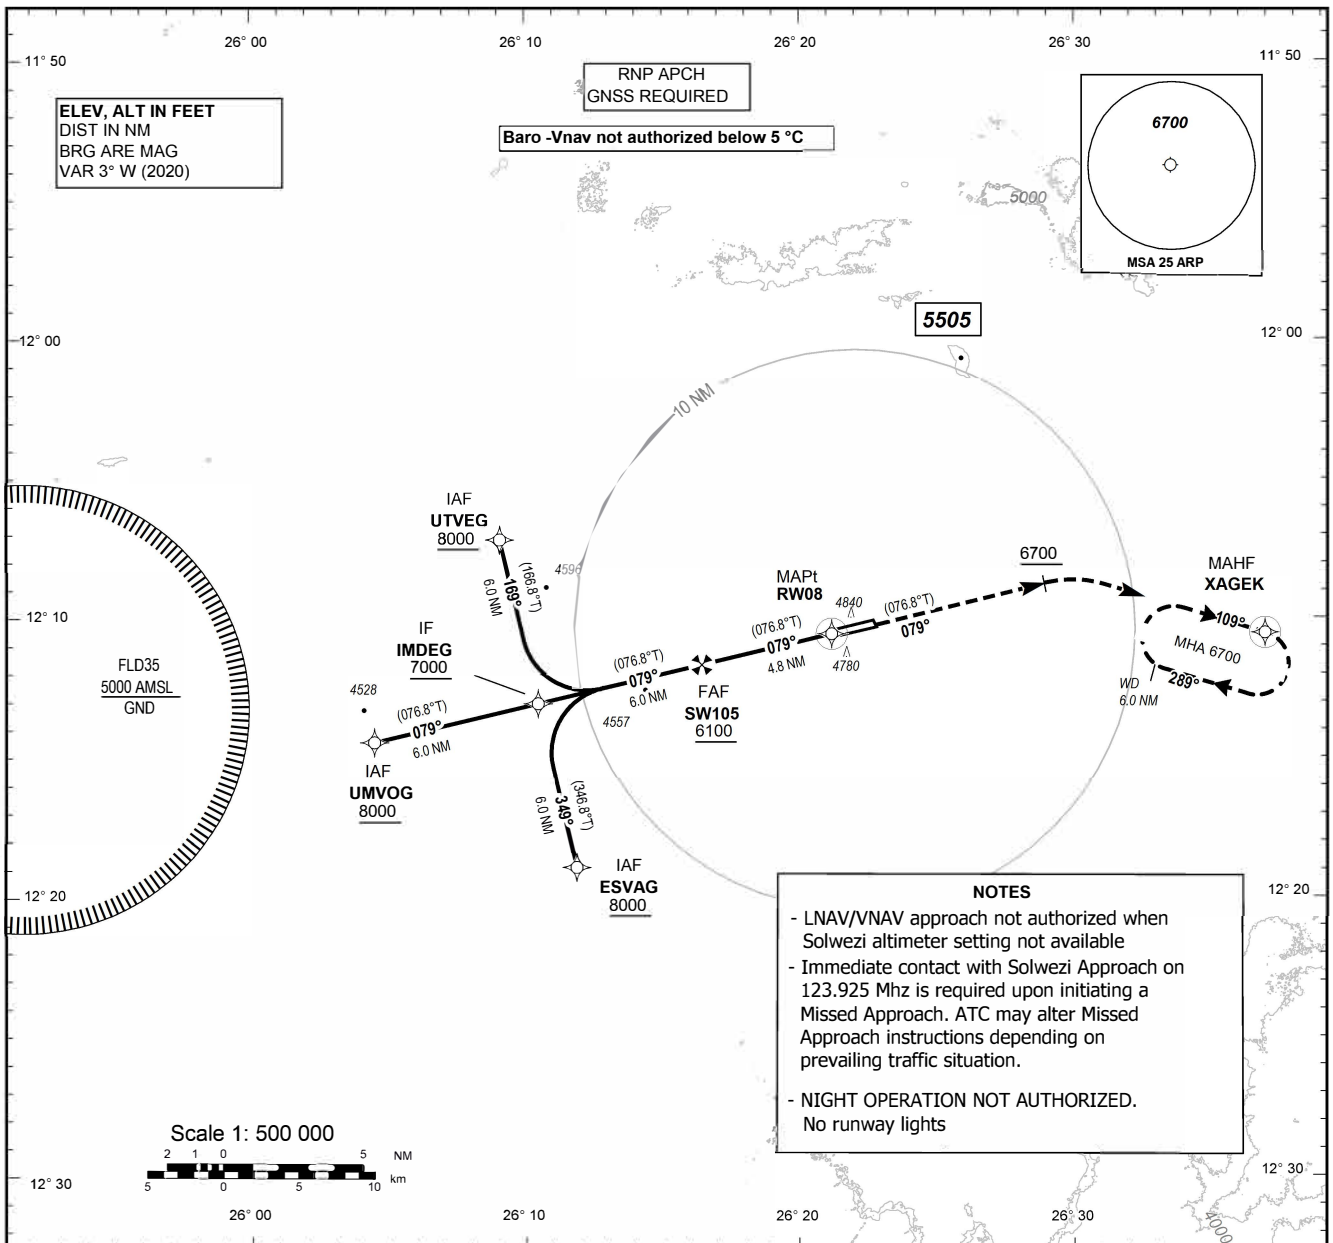 26° 00
26° 10
26° 20
26° 30
11° 50
11° 50
RNP APCH
GNSS REQUIRED
ELEV, ALT IN FEET
DIST IN NM
BRG ARE MAG
VAR 3° W (2020)
Baro -Vnav not authorized below 5 °C
6700
MSA 25 ARP
5000
5505
12° 00
12° 00
10 NM
IAF
UTVEG
8000
4596
(166.8°T)
169°
6.0 NM
6700
MAHF
XAGEK
MAPt
RW08
4840
(076.8°T)
079°
4780
109°
MHA 6700
289°
WD
6.0 NM
12° 10
12° 10
IF
IMDEG
7000
(076.8°T)
079°
6.0 NM
(076.8°T)
079°
4.8 NM
FLD35
5000 AMSL
GND
4528
(076.8°T)
079°
6.0 NM
4557
FAF
SW105
6100
IAF
UMVOG
8000
(346.8°T)
349°
6.0 NM
IAF
ESVAG
8000
12° 20
12° 20
NOTES
- LNAV/VNAV approach not authorized when
Solwezi altimeter setting not available
- Immediate contact with Solwezi Approach on
123.925 Mhz is required upon initiating a
Missed Approach. ATC may alter Missed
Approach instructions depending on
prevailing traffic situation.
- NIGHT OPERATION NOT AUTHORIZED.
No runway lights
Scale 1: 500 000
2 1 0 5 NM
5 0 5 10 km
12° 30
12° 30
4000
26° 00
26° 10
26° 20
26° 30